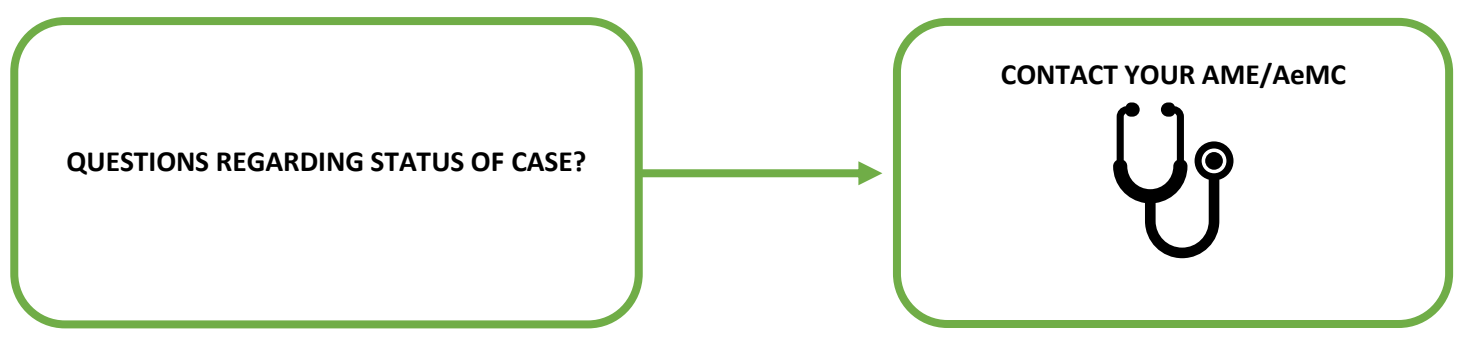 QUESTIONS REGARDING STATUS OF CASE?
CONTACT YOUR AME/AeMC